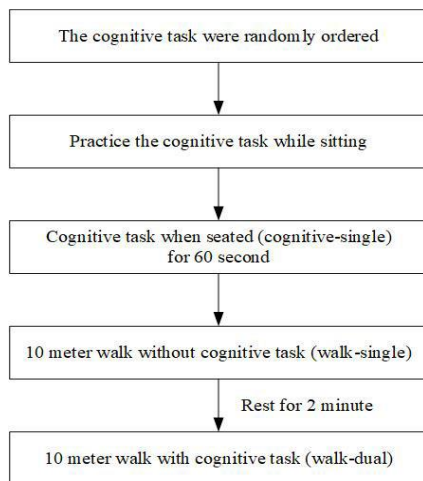 The cognitive task were randomly ordered
Practice the cognitive task while sitting
Cognitive task when seated (cognitive-single)
for 60 second
10 meter walk without cognitive task (walk-single)
Rest for 2 minute
10 meter walk with cognitive task (walk-dual)